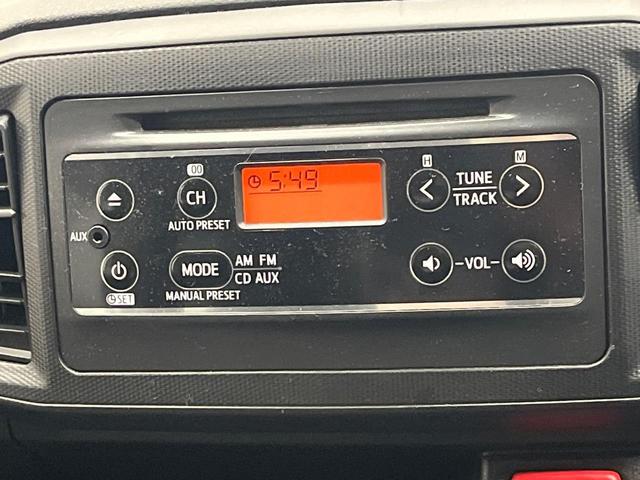 00
CH
AUTO PRESET
5:49
H
M
TUNE
TRACK
AUX
SET
MODE
AM FM
CD AUX
MANUAL PRESET
-VOL-